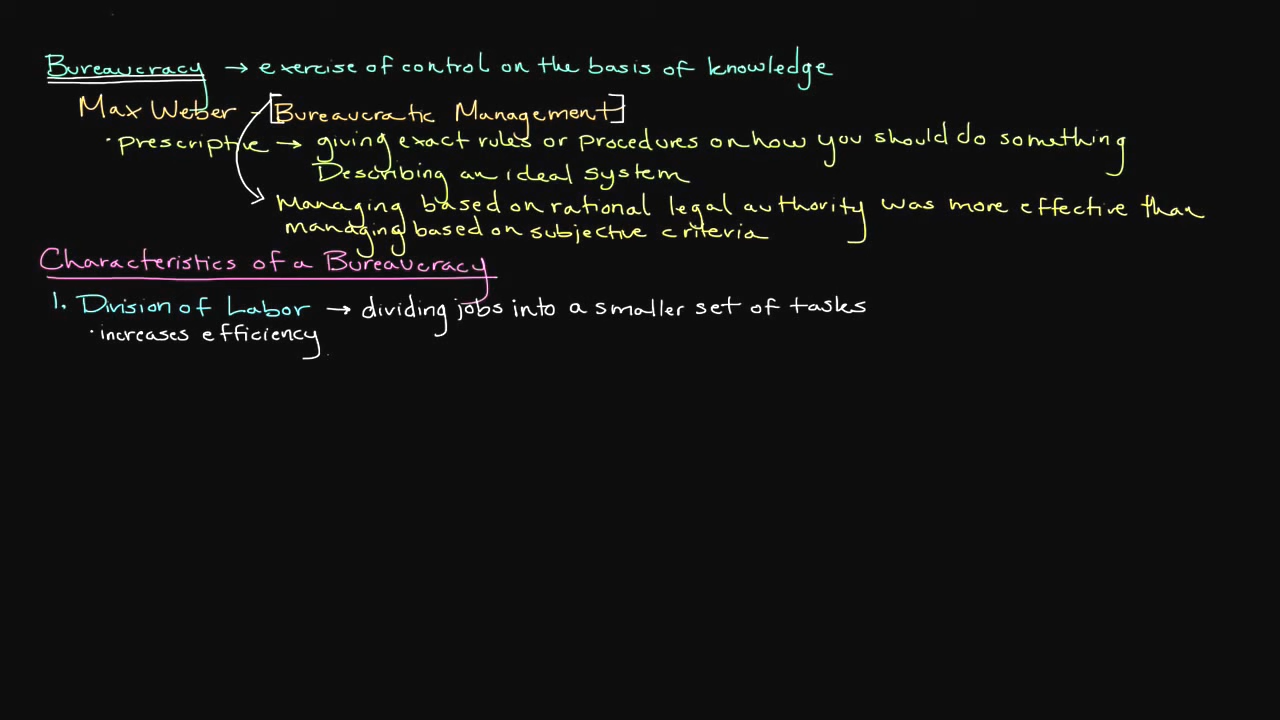 Bureaucracy → exercise of control on the basis of knowledge
Max Weber - [Bureaucratic Management]
· prescriptive → giving exact rules or procedures on how you should do something
Describing an ideal system
Managing based on rational legal authority was more effective than
managing based on subjective criteria
Characteristics of a Bureaucracy
1. Division of Labor → dividing jobs into a smaller set of tasks
· increases efficiency